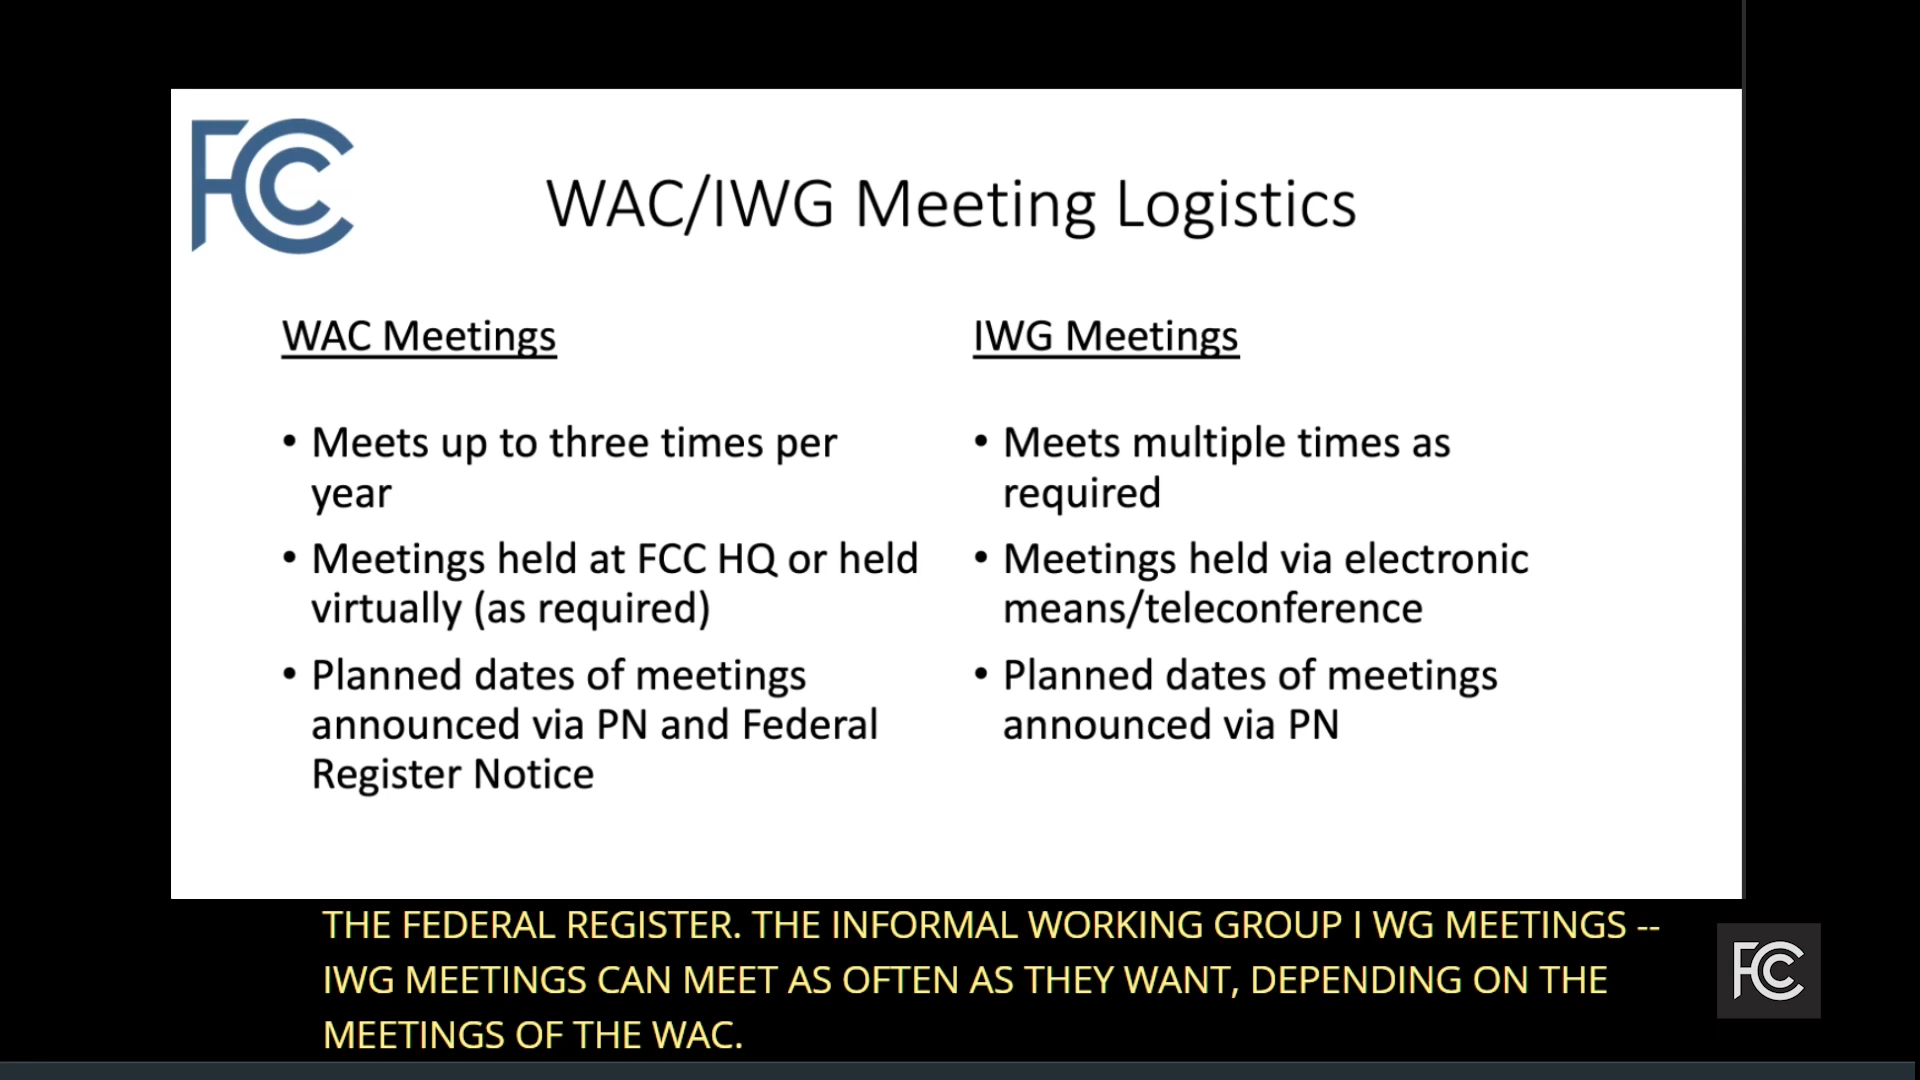 FCC
WAC/IWG Meeting Logistics
WAC Meetings
• Meets up to three times per
year
• Meetings held at FCC HQ or held
virtually (as required)
• Planned dates of meetings
announced via PN and Federal
Register Notice
IWG Meetings
• Meets multiple times as
required
• Meetings held via electronic
means/teleconference
• Planned dates of meetings
announced via PN
THE FEDERAL REGISTER. THE INFORMAL WORKING GROUP I WG MEETINGS --
IWG MEETINGS CAN MEET AS OFTEN AS THEY WANT, DEPENDING ON THE
MEETINGS OF THE WAC.
FCC